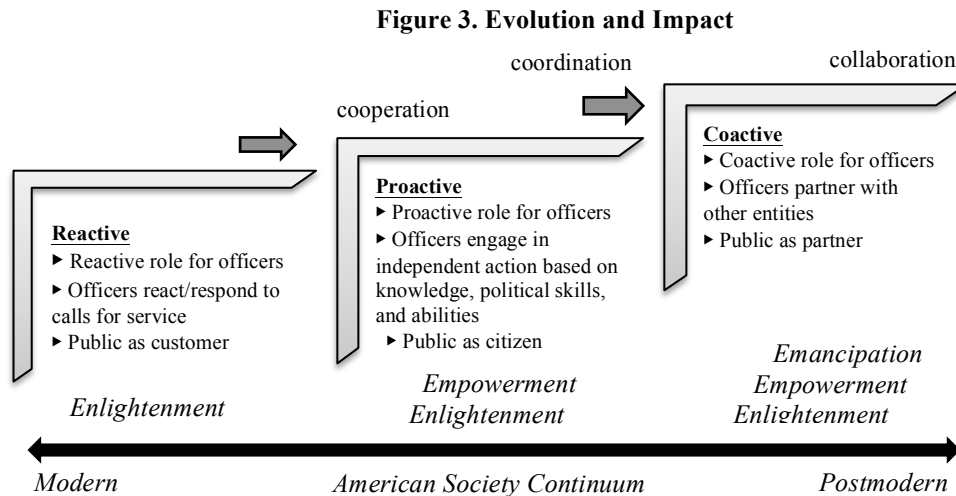 Figure 3. Evolution and Impact
coordination
collaboration
cooperation
Reactive
▸ Reactive role for officers
▸ Officers react/respond to
calls for service
▸ Public as customer
Proactive
▸ Proactive role for officers
▸ Officers engage in
independent action based on
knowledge, political skills,
and abilities
▸ Public as citizen
Coactive
▸ Coactive role for officers
▸ Officers partner with
other entities
▸ Public as partner
Enlightenment
Empowerment
Enlightenment
Emancipation
Empowerment
Enlightenment
Modern
American Society Continuum
Postmodern